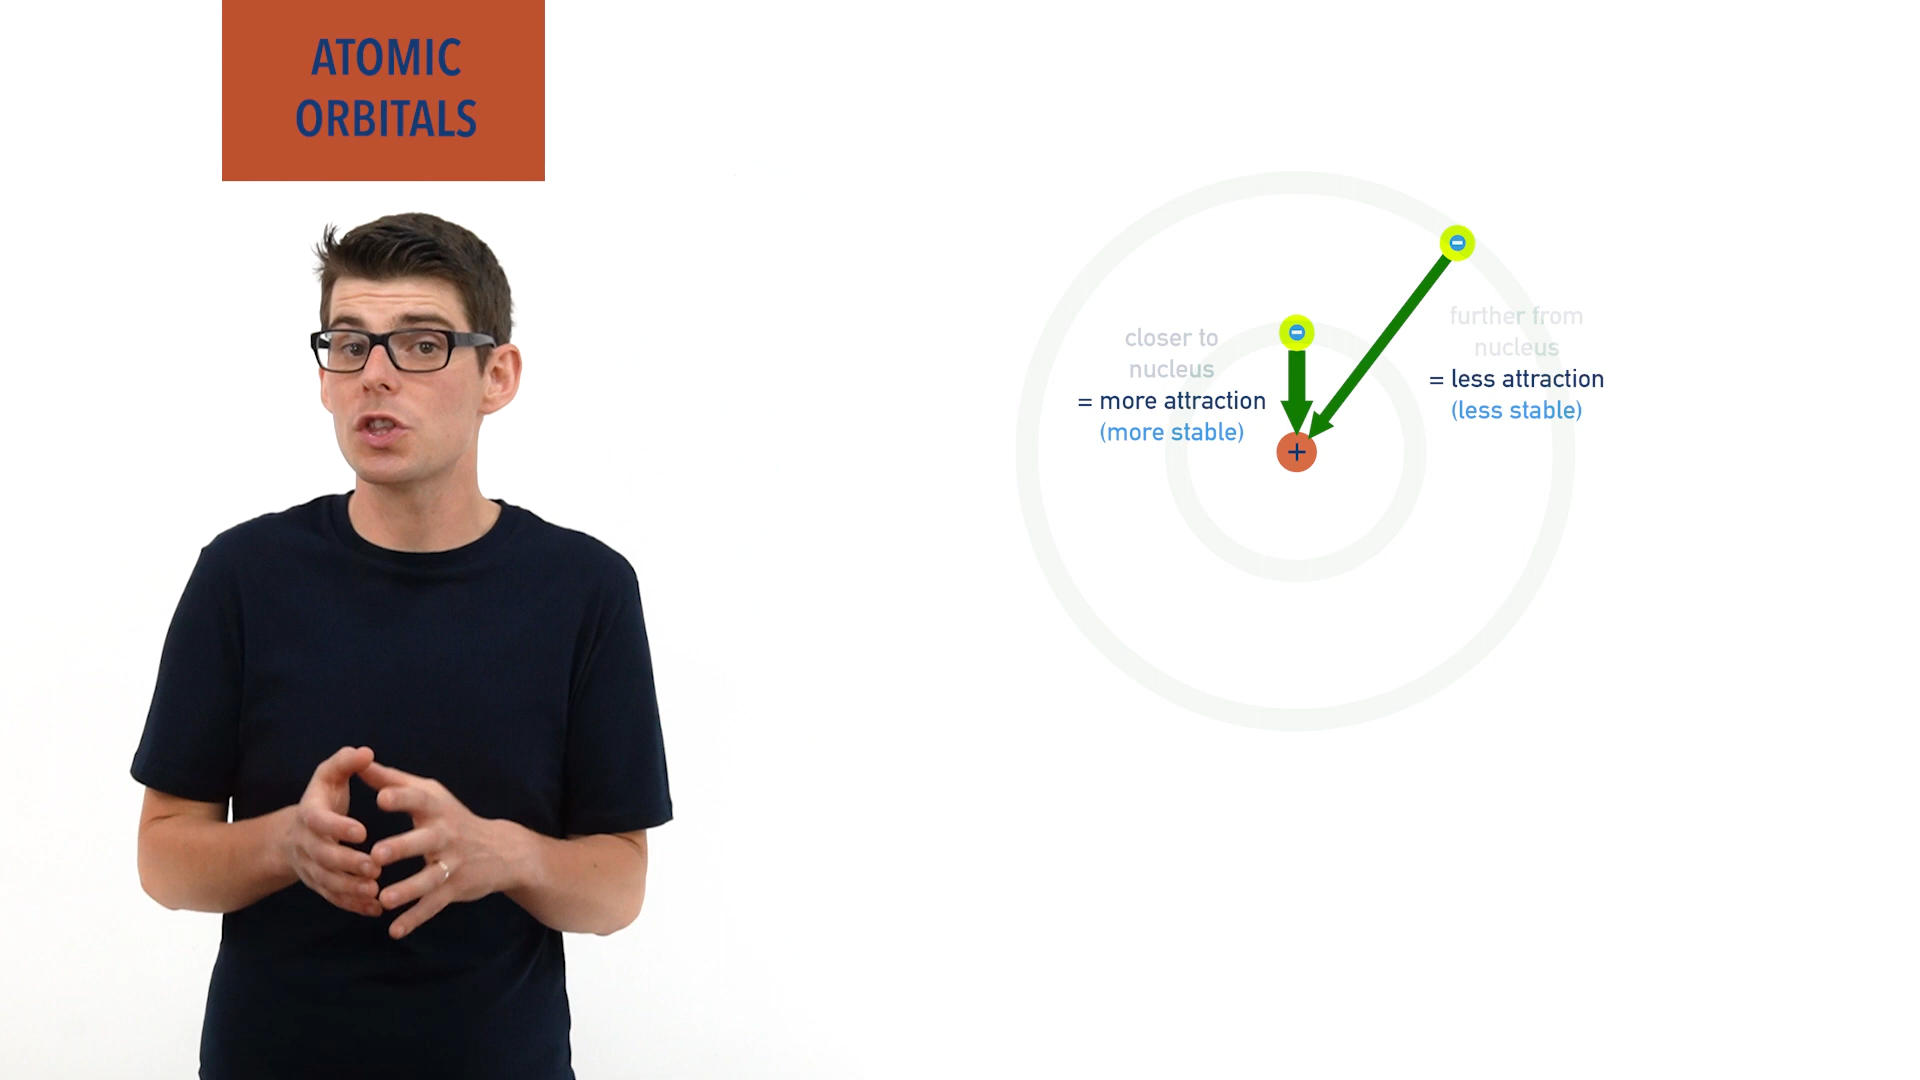 ATOMIC
ORBITALS
closer to
nucleus
= more attraction
(more stable)
further from
nucleus
= less attraction
(less stable)
+